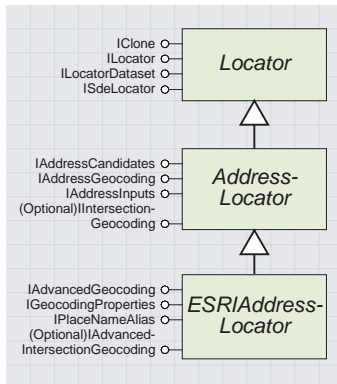 IClone
ILocator
ILocatorDataset
ISdeLocator
Locator
IAddressCandidates
IAddressGeocoding
IAddressInputs
(Optional)IIntersection-
Geocoding
Address-
Locator
IAdvancedGeocoding
IGeocodingProperties
IPlaceNameAlias
(Optional)IAdvanced-
IntersectionGeocoding
ESRIAddress-
Locator